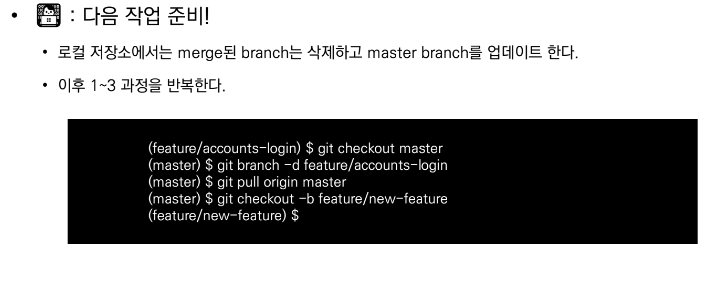 • : 다음 작업 준비!
• 로컬 저장소에서는 merge된 branch는 삭제하고 master branch를 업데이트 한다.
• 이후 1~3 과정을 반복한다.
(feature/accounts-login) $ git checkout master
(master) $ git branch -d feature/accounts-login
(master) $ git pull origin master
(master) $ git checkout -b feature/new-feature
(feature/new-feature) $